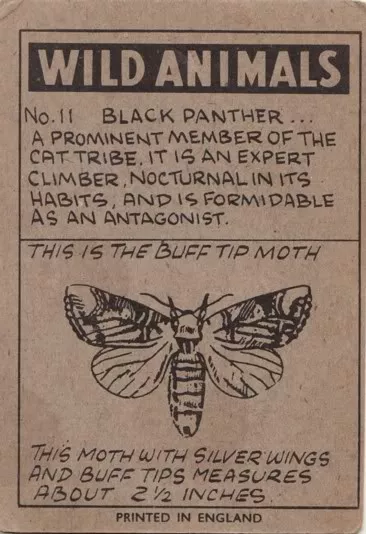 WILD ANIMALS
No. 11 BLACK PANTHER...
A PROMINENT MEMBER OF THE
CAT TRIBE, IT IS AN EXPERT
CLIMBER, NOCTURNAL IN ITS
HABITS, AND IS FORMIDABLE
AS AN ANTAGONIST.
THIS IS THE BUFF TIP MOTH
THIS MOTH WITH SILVER WINGS
AND BUFF TIPS MEASURES
ABOUT 2½ INCHES.
PRINTED IN ENGLAND